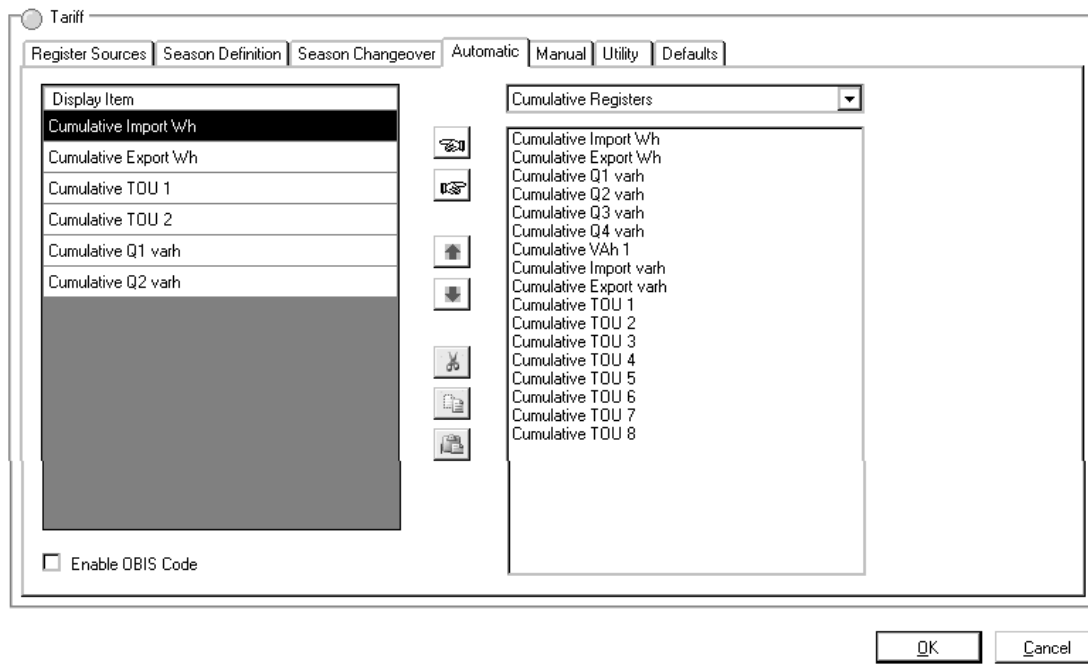 Tariff
Register Sources Season Definition Season Changeover Automatic Manual Utility Defaults
Display Item
Cumulative Import Wh
Cumulative Export Wh
Cumulative TOU 1
Cumulative TOU 2
Cumulative Q1 varh
Cumulative Q2 varh
Enable OBIS Code
Cumulative Registers
Cumulative Import Wh
Cumulative Export Wh
Cumulative Q1 varh
Cumulative Q2 varh
Cumulative Q3 varh
Cumulative Q4 varh
Cumulative VAh 1
Cumulative Import varh
Cumulative Export varh
Cumulative TOU 1
Cumulative TOU 2
Cumulative TOU 3
Cumulative TOU 4
Cumulative TOU 5
Cumulative TOU 6
Cumulative TOU 7
Cumulative TOU 8
OK Cancel